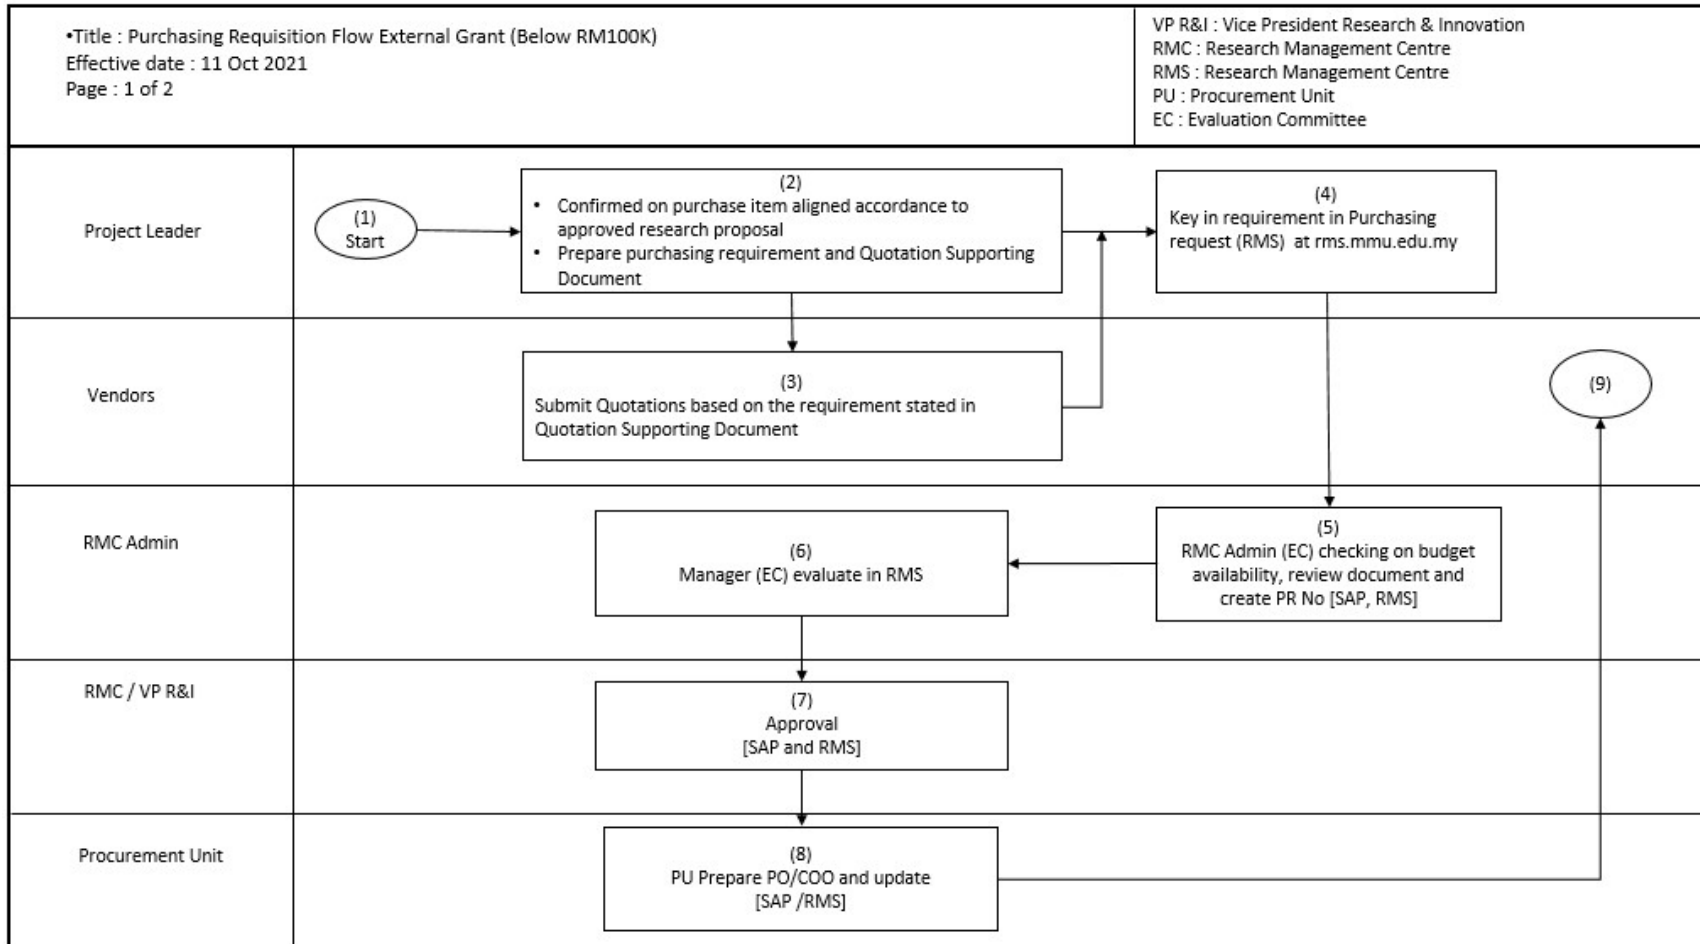 •Title : Purchasing Requisition Flow External Grant (Below RM100K)
Effective date : 11 Oct 2021
Page : 1 of 2
VP R&I : Vice President Research & Innovation
RMC : Research Management Centre
RMS : Research Management Centre
PU : Procurement Unit
EC : Evaluation Committee
Project Leader
(1)
Start
(2)
• Confirmed on purchase item aligned accordance to
approved research proposal
• Prepare purchasing requirement and Quotation Supporting
Document
(4)
Key in requirement in Purchasing
request (RMS) at rms.mmu.edu.my
Vendors
(3)
Submit Quotations based on the requirement stated in
Quotation Supporting Document
(9)
RMC Admin
(6)
Manager (EC) evaluate in RMS
(5)
RMC Admin (EC) checking on budget
availability, review document and
create PR No [SAP, RMS]
RMC / VP R&I
(7)
Approval
[SAP and RMS]
Procurement Unit
(8)
PU Prepare PO/COO and update
[SAP /RMS]